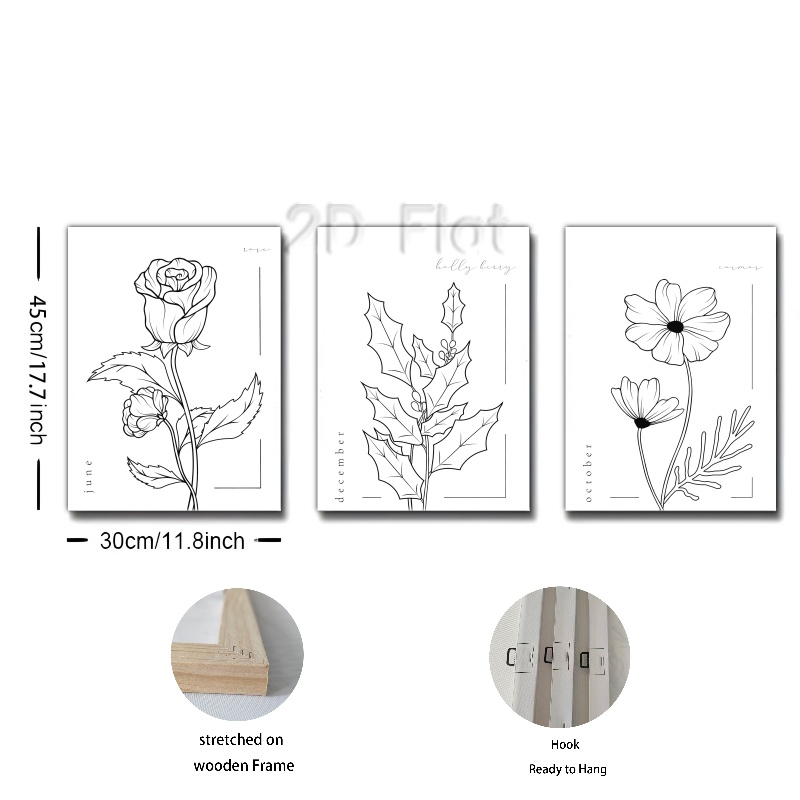 2D Flat
rose
holly berry
cosmos
45cm/17.7inch
june
december
october
30cm/11.8inch
stretched on
wooden Frame
Hook
Ready to Hang